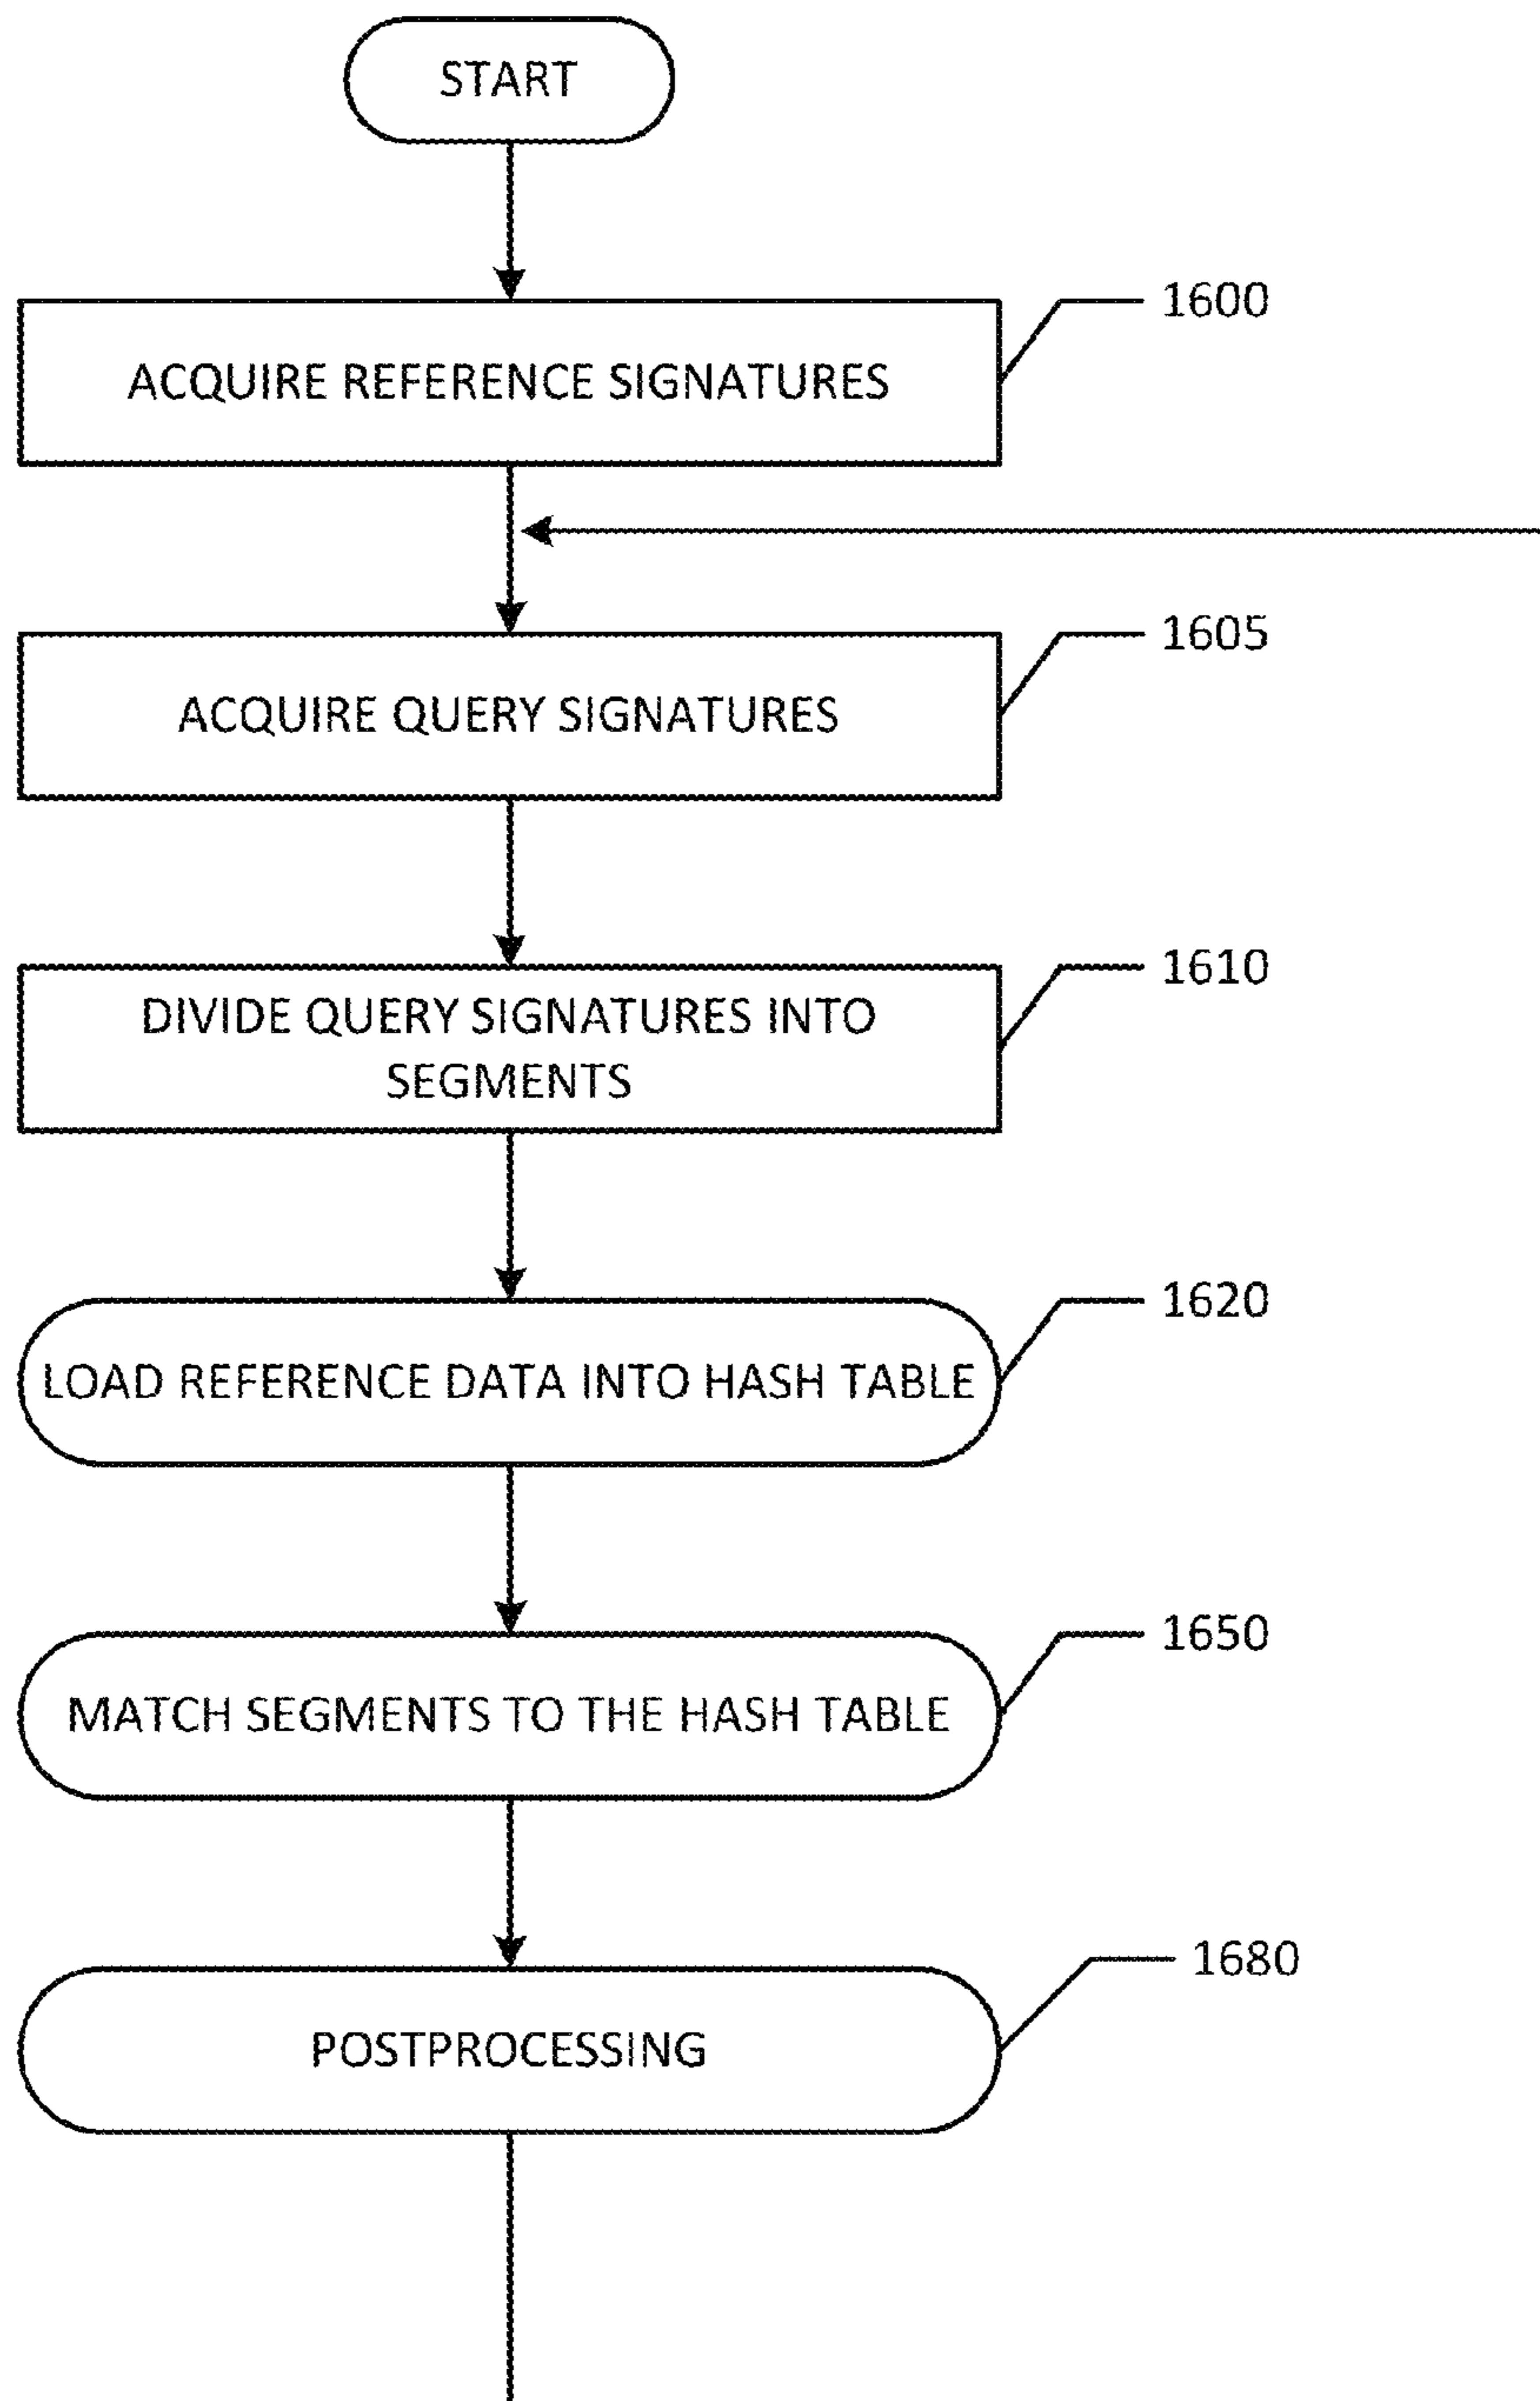 START
1600
ACQUIRE REFERENCE SIGNATURES
1605
ACQUIRE QUERY SIGNATURES
1610
DIVIDE QUERY SIGNATURES INTO
SEGMENTS
1620
LOAD REFERENCE DATA INTO HASH TABLE
1650
MATCH SEGMENTS TO THE HASH TABLE
1680
POSTPROCESSING